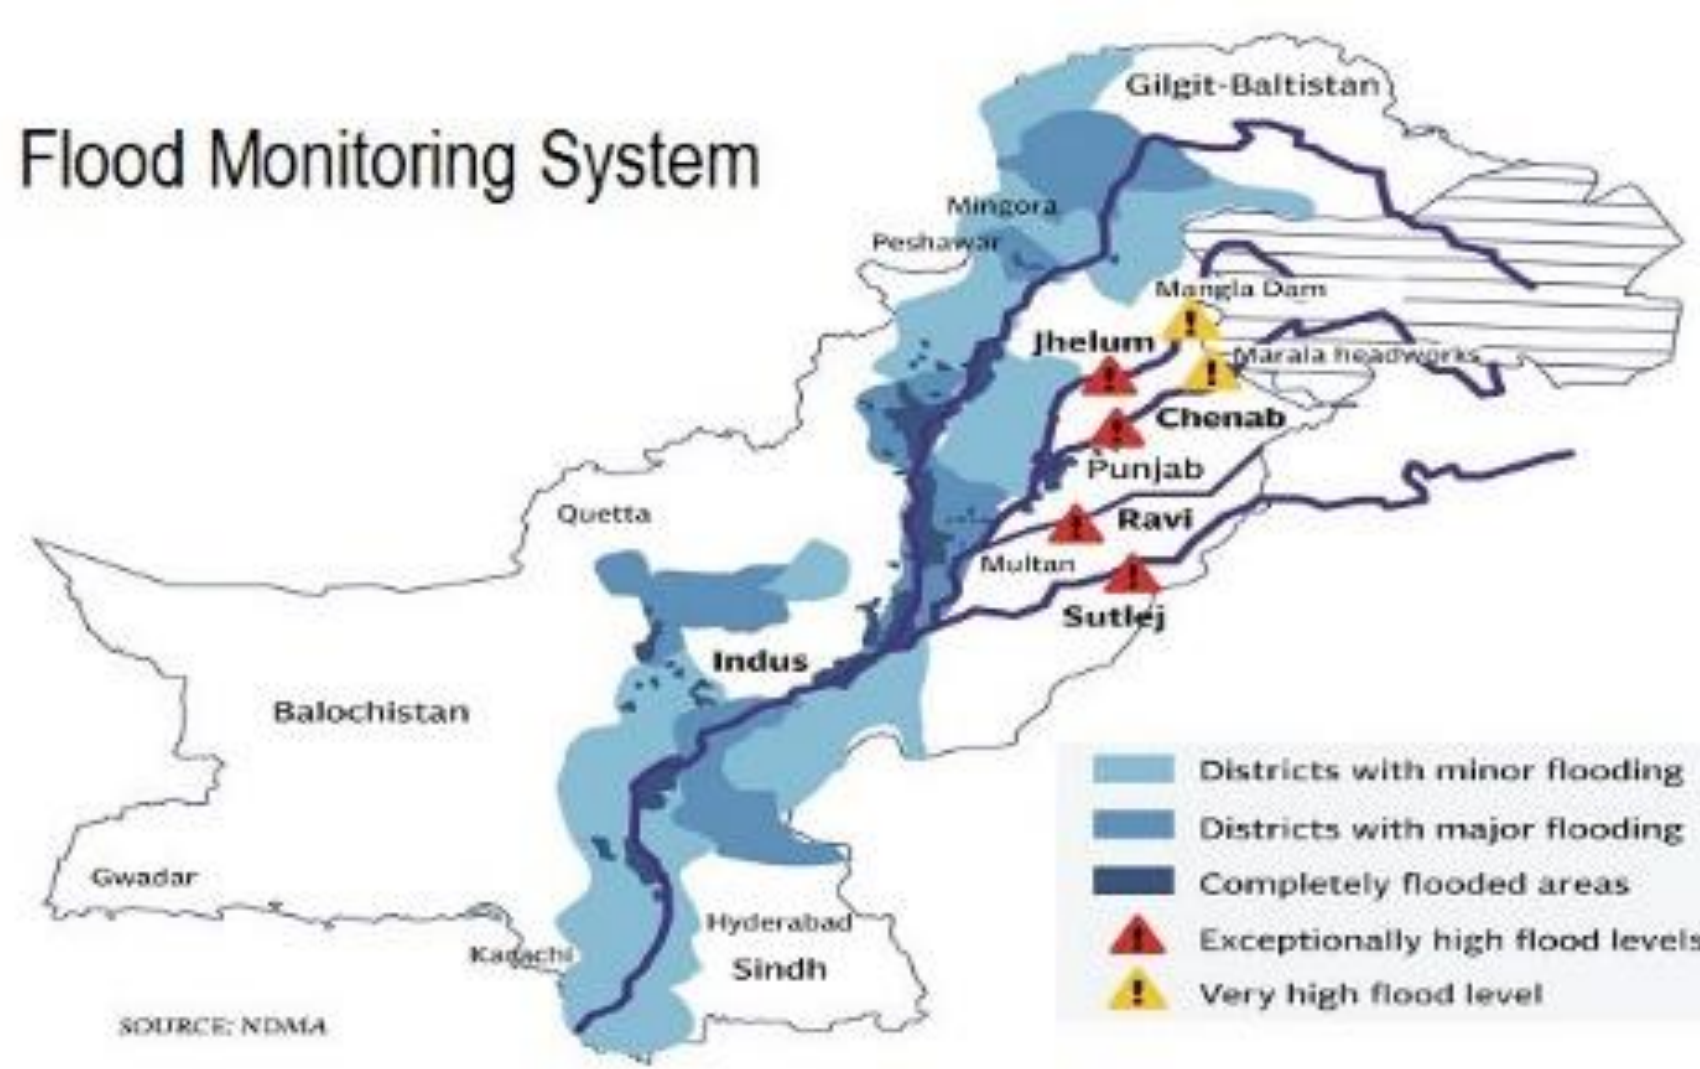 Flood Monitoring System
Gilgit-Baltistan
Mingora
Peshawar
Mangla Dam
Jhelum
Marala headworks
Chenab
Punjab
Quetta
Ravi
Multan
Sutlej
Indus
Balochistan
Gwadar
Hyderabad
Karachi
Sindh
Districts with minor flooding
Districts with major flooding
Completely flooded areas
Exceptionally high flood levels
Very high flood level
SOURCE: NDMA